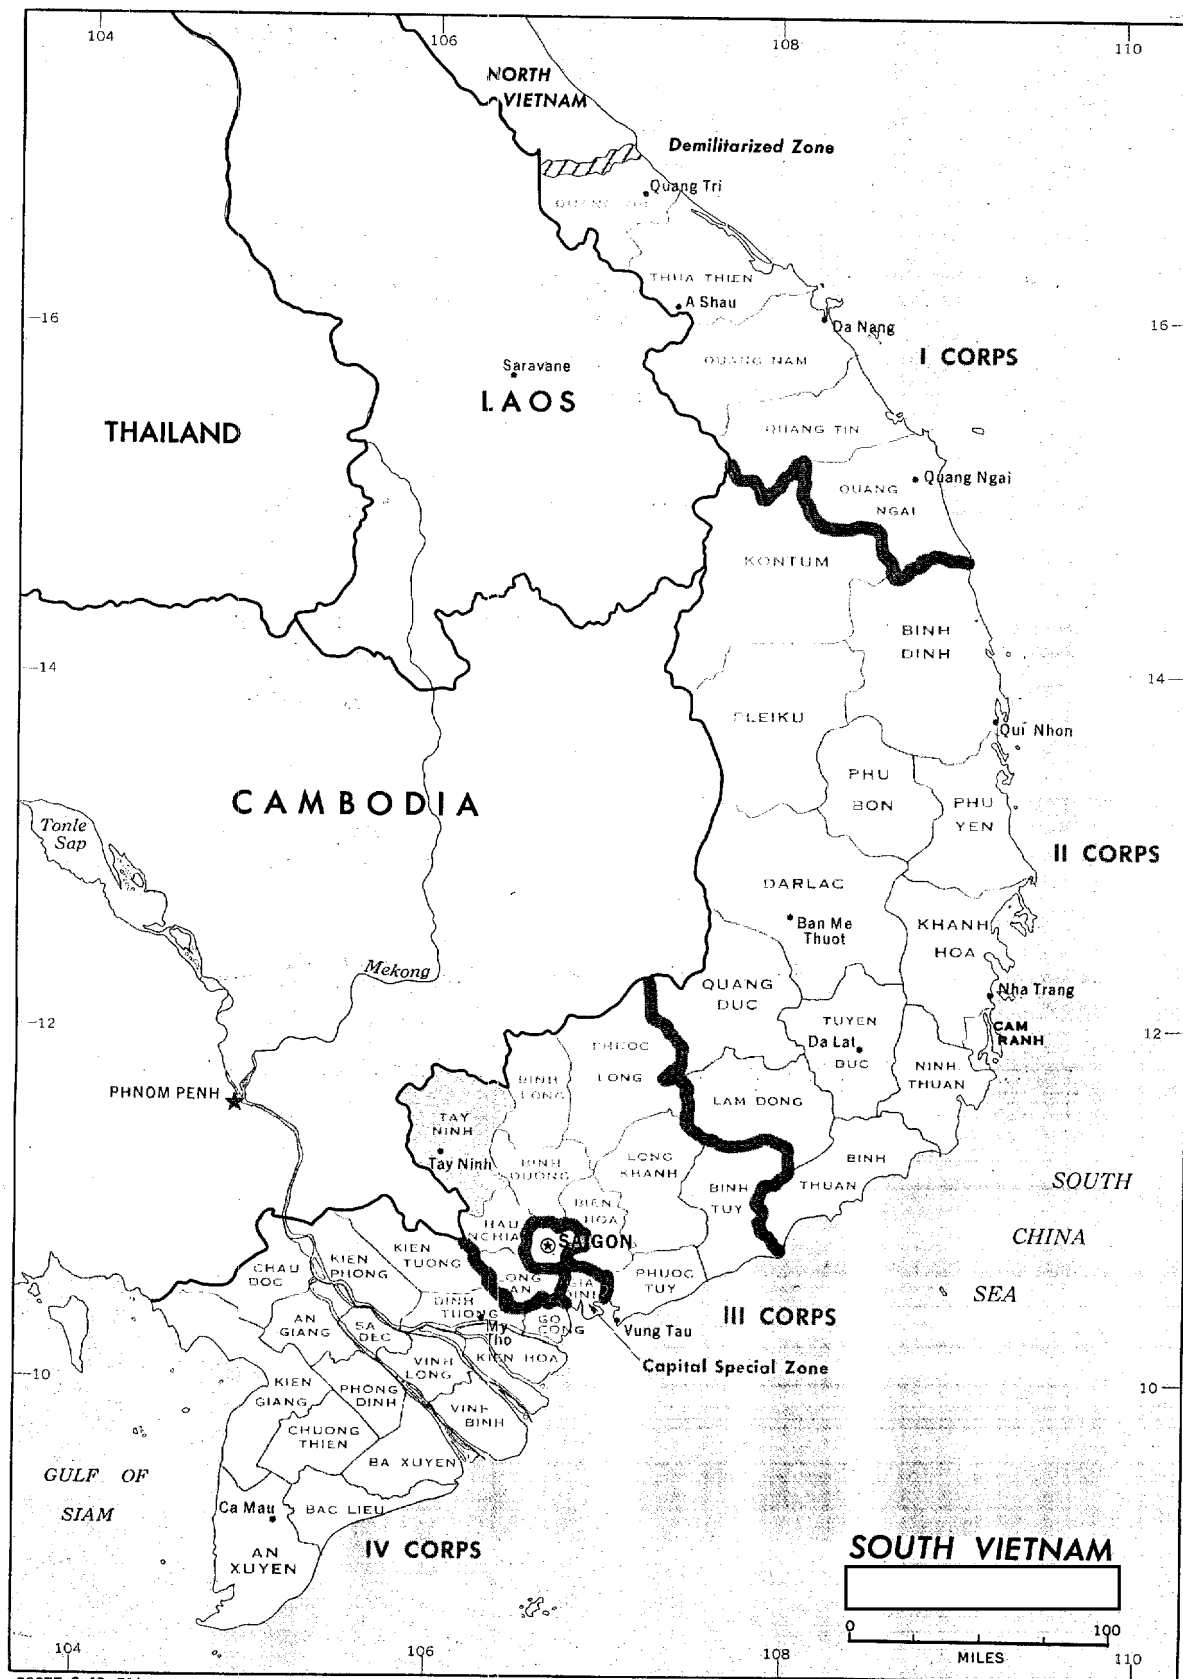 104
106
108
110
NORTH
VIETNAM
Demilitarized Zone
Quang Tri
THUA THIEN
A Shau
16
16
Da Nang
I CORPS
QUANG NAM
Saravane
LAOS
THAILAND
QUANG TIN
Quang Ngai
QUANG
NGAI
KONTUM
BINH
DINH
14
14
PLEIKU
Qui Nhon
PHU
BON
CAMBODIA
PHU
YEN
Tonle
Sap
II CORPS
DARLAC
Ban Me
Thuot
KHANH
HOA
Mekong
QUANG
DUC
Nha Trang
12
12
TUYEN
Da Lat
DUC
CAM
RANH
PHUOC
LONG
BINH
LONG
NINH
THUAN
PHNOM PENH
LAM DONG
TAY
NINH
Tay Ninh
BINH
DUONG
LONG
KHANH
BINH
THUAN
BINH
TUY
SOUTH
CHINA
SEA
BIEN
HOA
HAU
NGHIA
SAIGON
KIEN
TUONG
KIEN
PHONG
CHAU
DOC
LONG
AN
GIA
DINH
PHUOC
TUY
DINH
TUONG
My
Tho
GO
CONG
Vung Tau
III CORPS
AN
GIANG
SA
DEC
Capital Special Zone
VINH
LONG
KIEN HOA
10
10
KIEN
GIANG
PHONG
DINH
VINH
BINH
CHUONG
THIEN
BA XUYEN
GULF OF
SIAM
Ca Mau
BAC LIEU
AN
XUYEN
IV CORPS
SOUTH VIETNAM
0
100
MILES
104
106
108
110